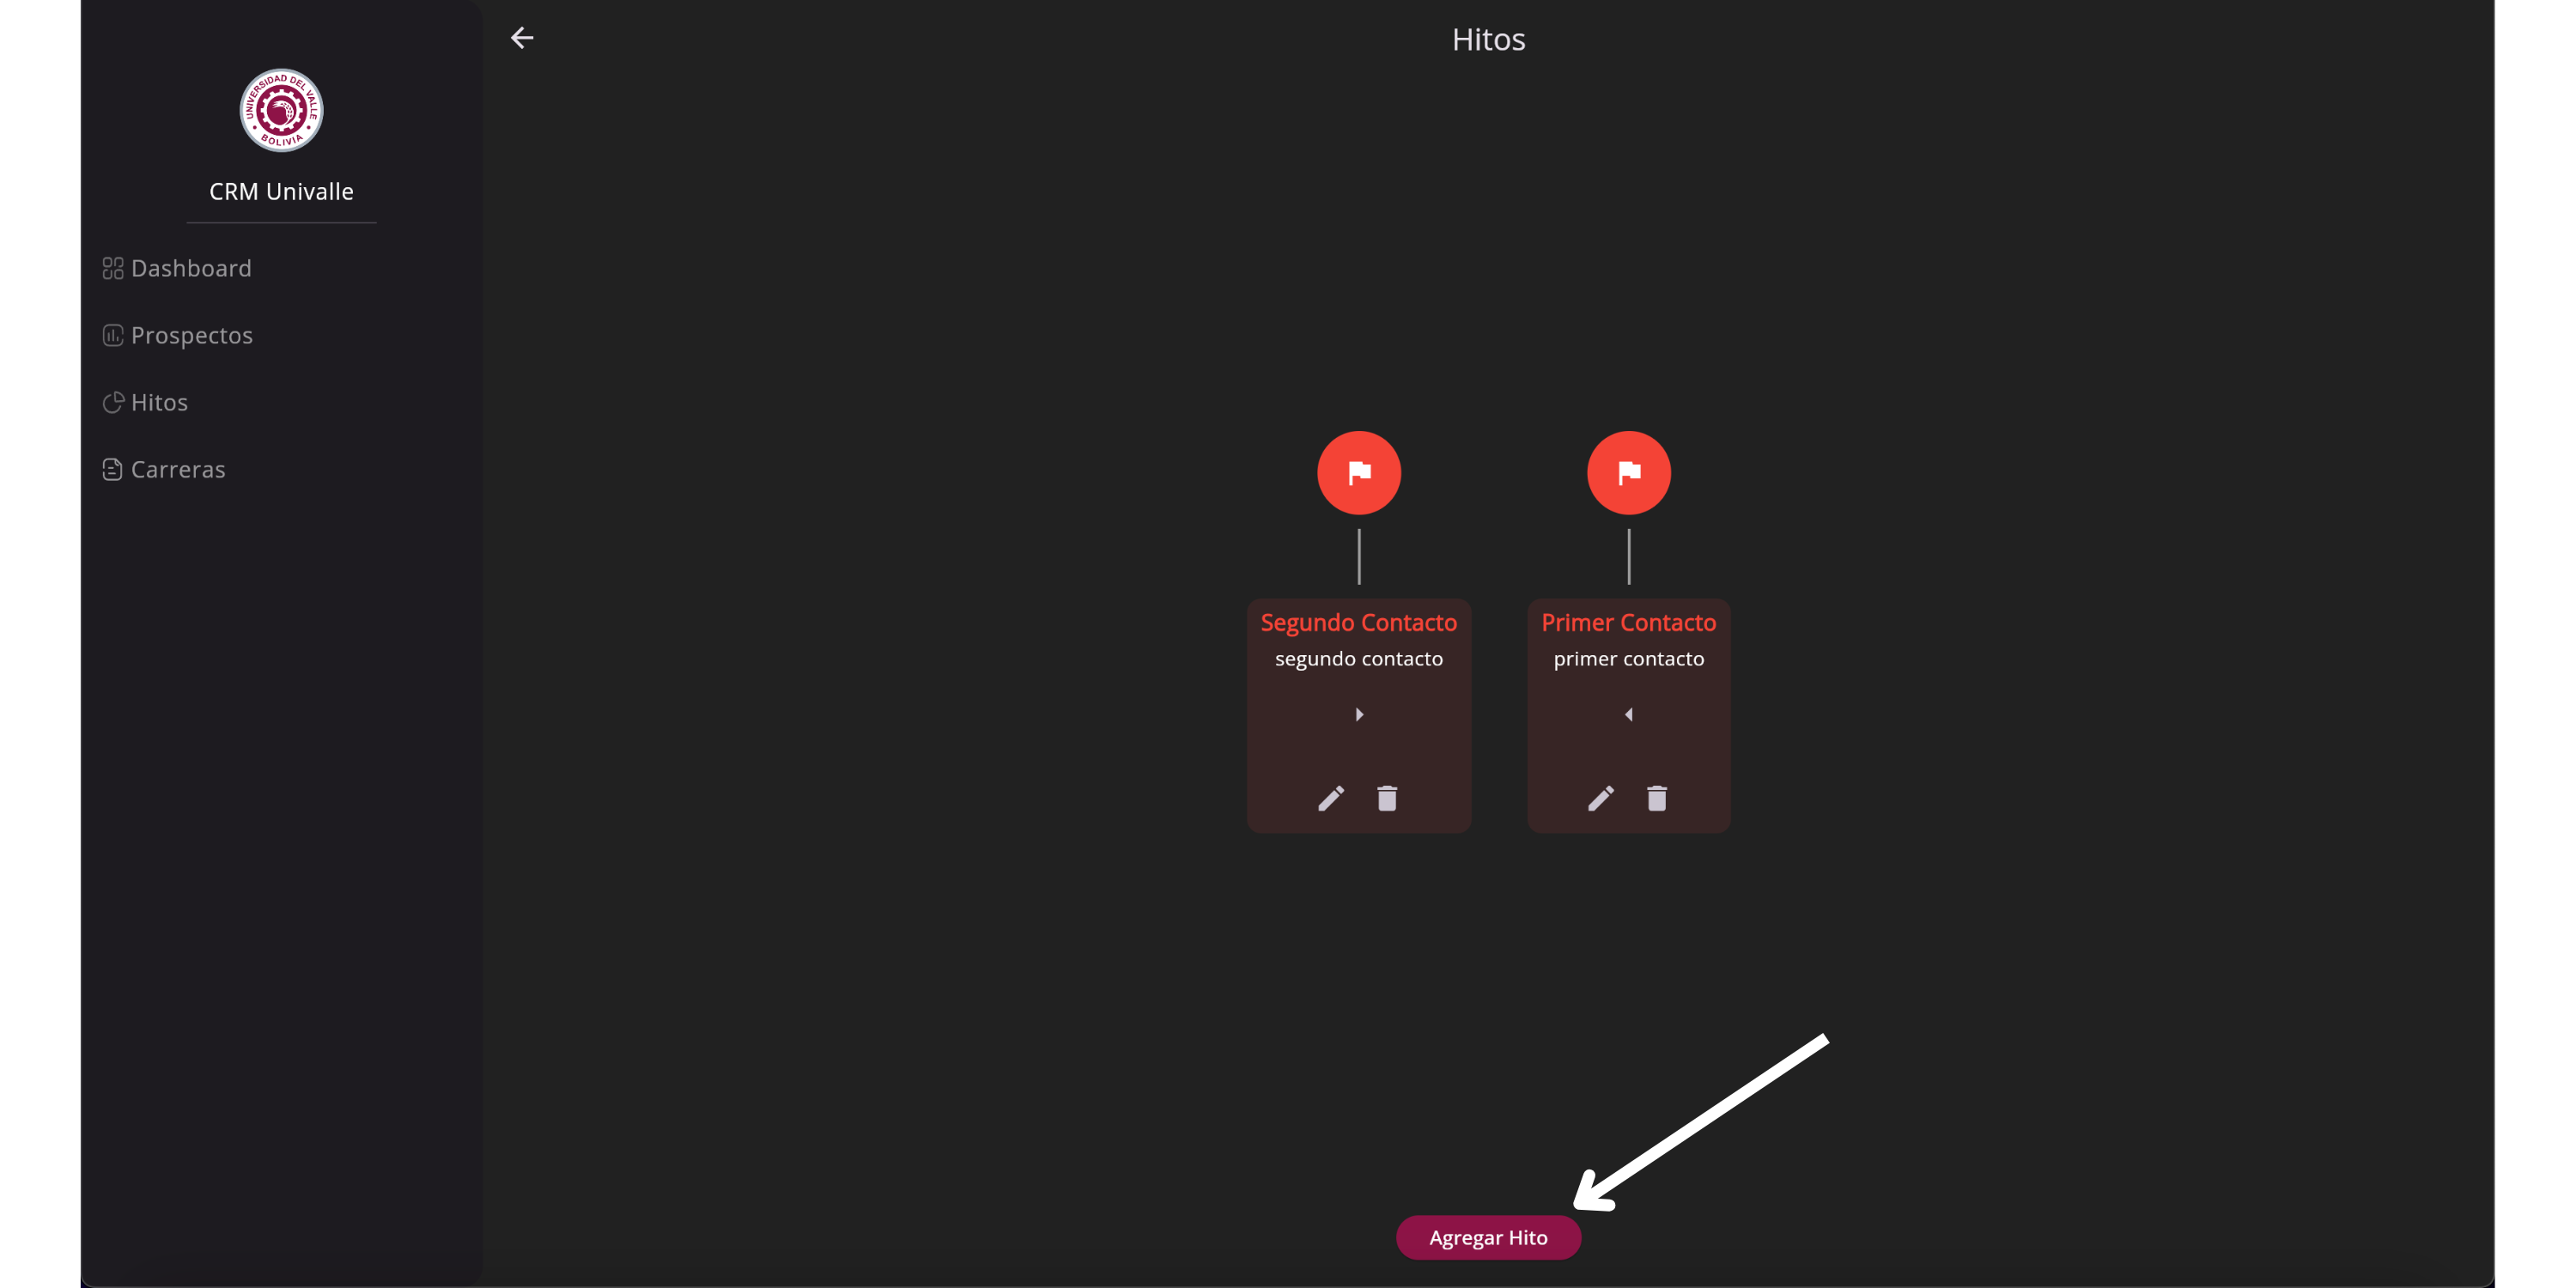 Hitos
UNIVERSIDAD DEL VALLE
BOLIVIA
CRM Univalle
Dashboard
Prospectos
Hitos
Carreras
Segundo Contacto
segundo contacto
Primer Contacto
primer contacto
Agregar Hito